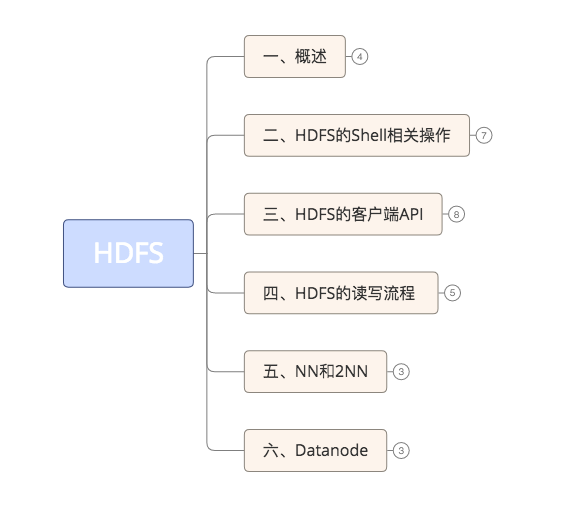 一、概述
4
二、HDFS的Shell相关操作
7
三、HDFS的客户端API
8
HDFS
四、HDFS的读写流程
5
五、NN和2NN
3
六、Datanode
3